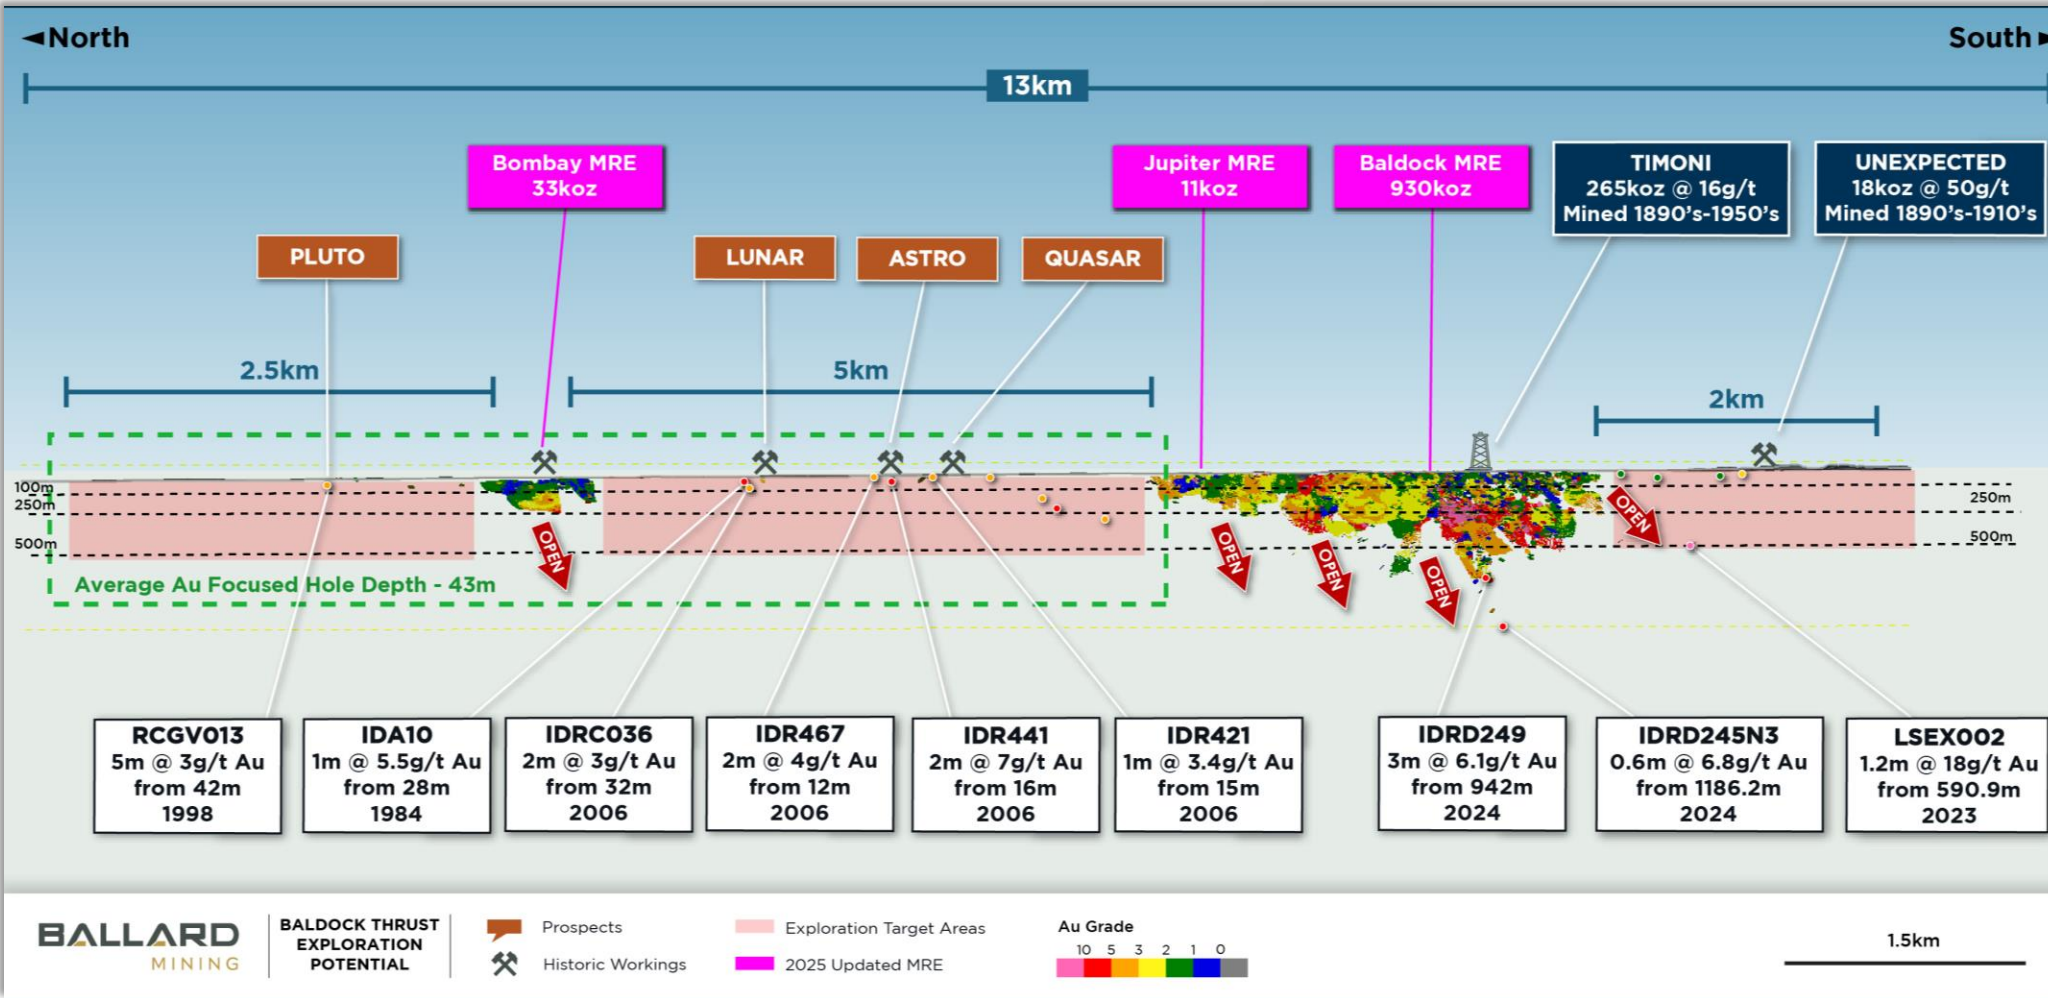 ◄North
South►
13km
Bombay MRE
33koz
Jupiter MRE
11koz
Baldock MRE
930koz
TIMONI
265koz @ 16g/t
Mined 1890's-1950's
UNEXPECTED
18koz @ 50g/t
Mined 1890's-1910's
PLUTO
LUNAR
ASTRO
QUASAR
2.5km
5km
2km
100m
250m
500m
250m
500m
OPEN
OPEN
OPEN
OPEN
OPEN
Average Au Focused Hole Depth - 43m
RCGV013
5m @ 3g/t Au
from 42m
1998
IDA10
1m @ 5.5g/t Au
from 28m
1984
IDRC036
2m @ 3g/t Au
from 32m
2006
IDR467
2m @ 4g/t Au
from 12m
2006
IDR441
2m @ 7g/t Au
from 16m
2006
IDR421
1m @ 3.4g/t Au
from 15m
2006
IDRD249
3m @ 6.1g/t Au
from 942m
2024
IDRD245N3
0.6m @ 6.8g/t Au
from 1186.2m
2024
LSEX002
1.2m @ 18g/t Au
from 590.9m
2023
BALLARD
MINING
BALDOCK THRUST
EXPLORATION
POTENTIAL
Prospects
Historic Workings
Exploration Target Areas
2025 Updated MRE
Au Grade
10 5 3 2 1 0
1.5km